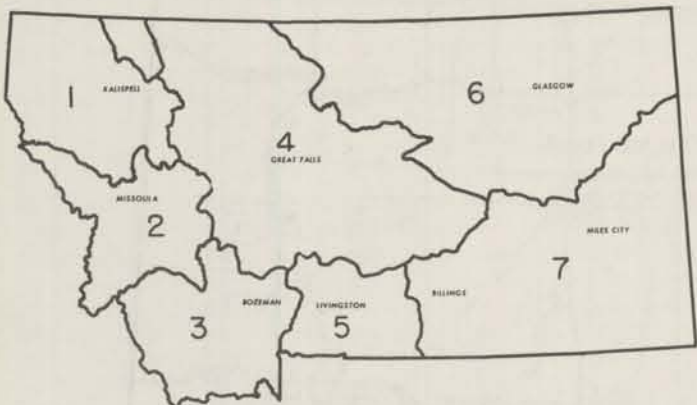 1 KALISPELL
6 GLASGOW
4
GREAT FALLS
MISSOULA
2
MILES CITY
7
BILLINGS
BOZEMAN
3
LIVINGSTON
5